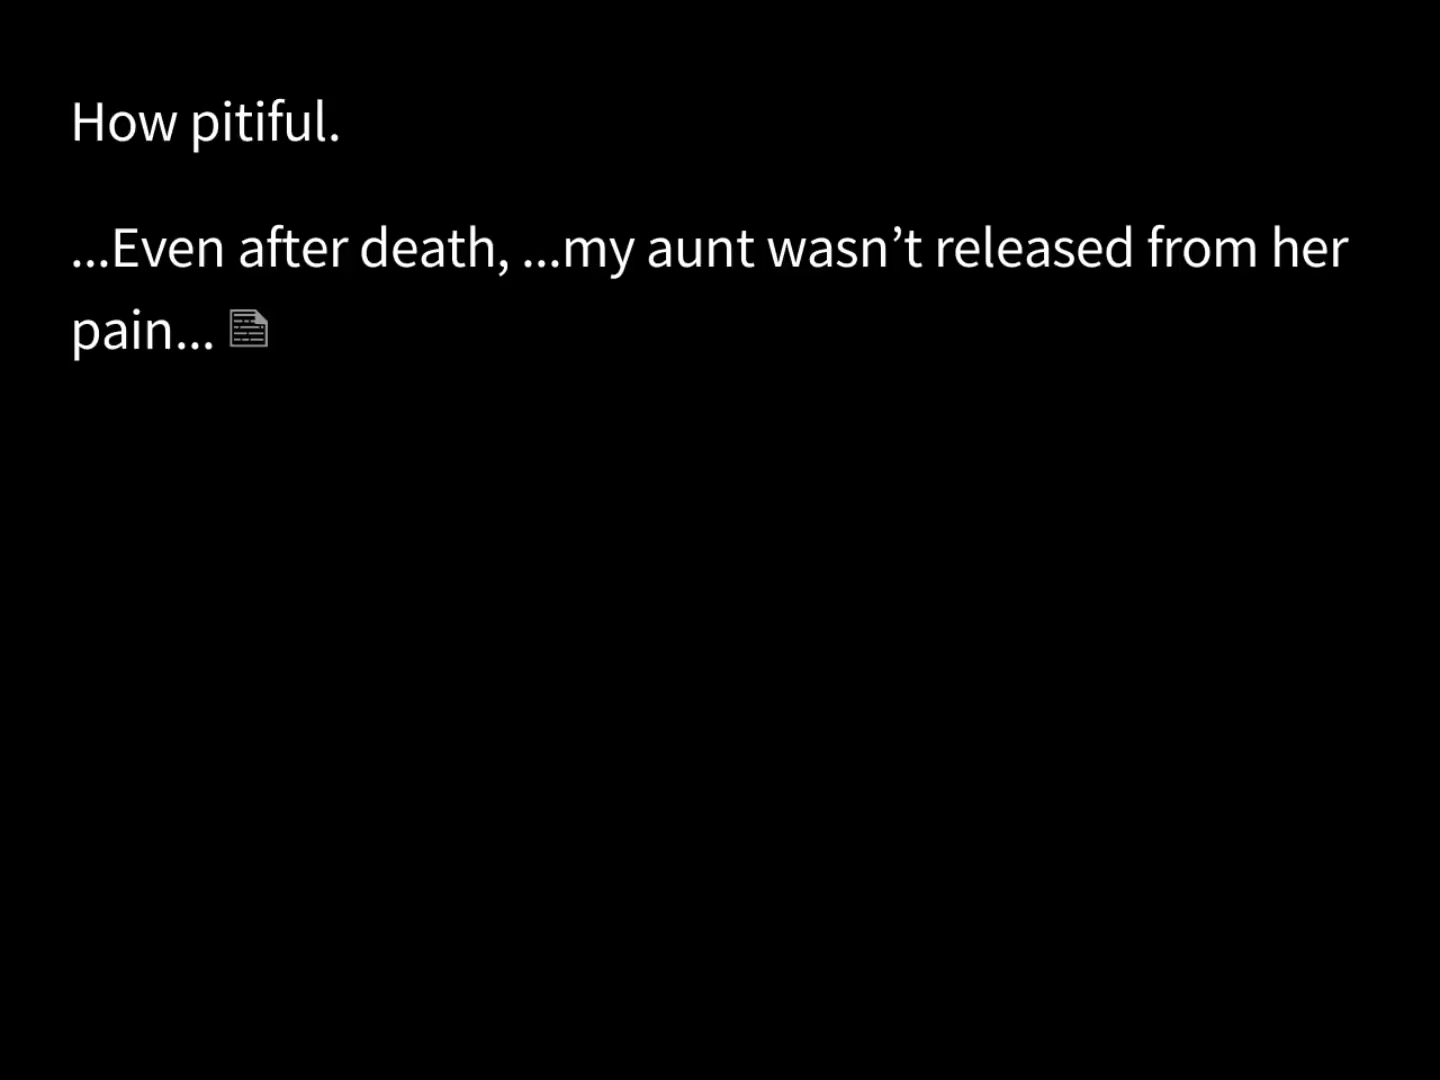 How pitiful.
...Even after death, ...my aunt wasn’t released from her
pain...